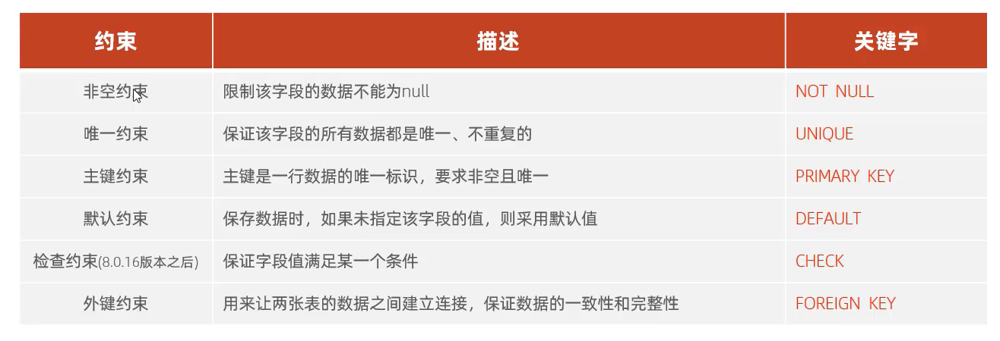 约束 描述 关键字
非空约束 限制该字段的数据不能为null NOT NULL
唯一约束 保证该字段的所有数据都是唯一、不重复的 UNIQUE
主键约束 主键是一行数据的唯一标识，要求非空且唯一 PRIMARY KEY
默认约束 保存数据时，如果未指定该字段的值，则采用默认值 DEFAULT
检查约束(8.0.16版本之后) 保证字段值满足某一个条件 CHECK
外键约束 用来让两张表的数据之间建立连接，保证数据的一致性和完整性 FOREIGN KEY